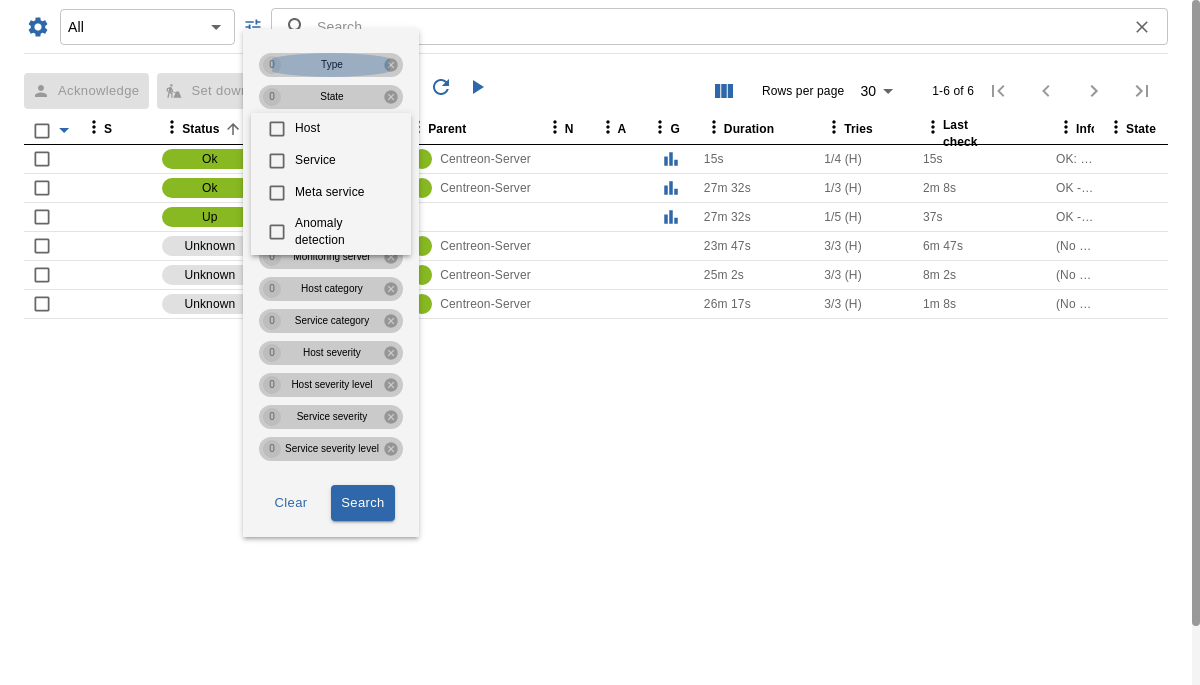 All
Search
0 Type
0 State
Acknowledge
Set down
Rows per page 30 1-6 of 6
Host
Service
Meta service
Anomaly
detection
0 Monitoring server
0 Host category
0 Service category
0 Host severity
0 Host severity level
0 Service severity
0 Service severity level
Clear Search
S Status Parent N A G Duration Tries Last check Info State
Ok Centreon-Server 15s 1/4 (H) 15s OK: ...
Ok Centreon-Server 27m 32s 1/3 (H) 2m 8s OK -...
Up 27m 32s 1/5 (H) 37s OK -...
Unknown Centreon-Server 23m 47s 3/3 (H) 6m 47s (No ...
Unknown Centreon-Server 25m 2s 3/3 (H) 8m 2s (No ...
Unknown Centreon-Server 26m 17s 3/3 (H) 1m 8s (No ...